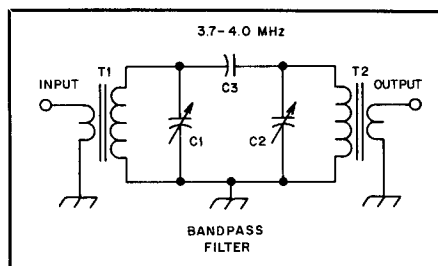 3.7-4.0 MHz
INPUT
T1
C3
T2
OUTPUT
C1
C2
BANDPASS
FILTER